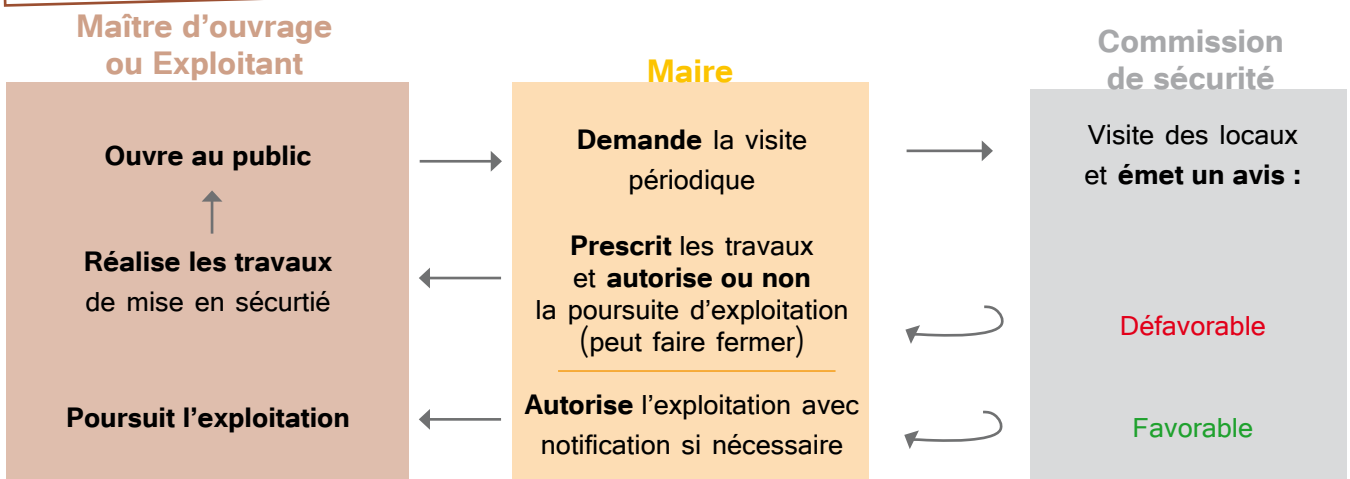 Maître d'ouvrage
ou Exploitant
Ouvre au public
Réalise les travaux
de mise en sécurtié
Poursuit l'exploitation
Maire
Demande la visite
périodique
Prescrit les travaux
et autorise ou non
la poursuite d'exploitation
(peut faire fermer)
Autorise l'exploitation avec
notification si nécessaire
Commission
de sécurité
Visite des locaux
et émet un avis :
Défavorable
Favorable